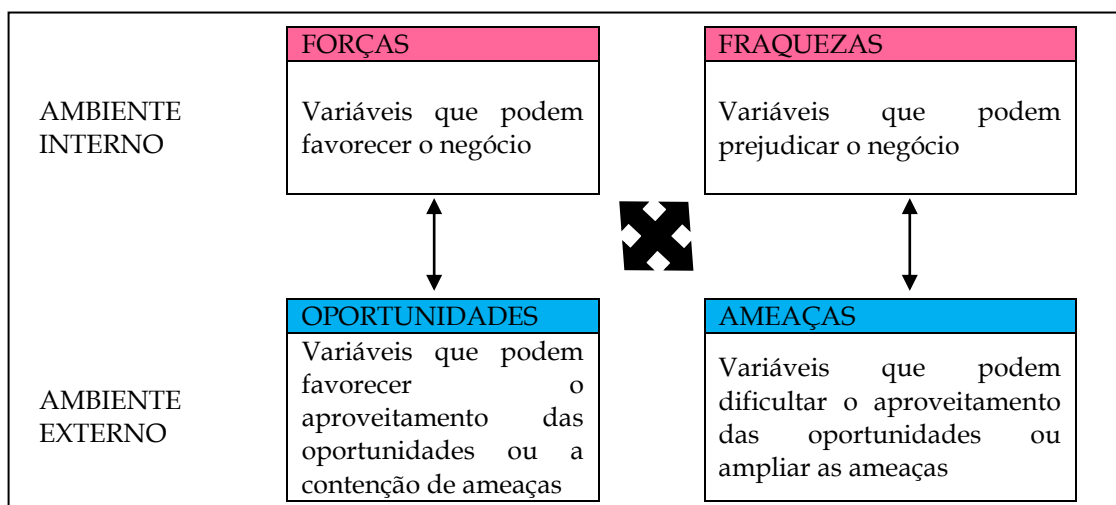 FORÇAS
Variáveis que podem
favorecer o negócio
FRAQUEZAS
Variáveis que podem
prejudicar o negócio
AMBIENTE
INTERNO
OPORTUNIDADES
Variáveis que podem
favorecer o
aproveitamento das
oportunidades ou a
contenção de ameaças
AMEAÇAS
Variáveis que podem
dificultar o aproveitamento
das oportunidades ou
ampliar as ameaças
AMBIENTE
EXTERNO